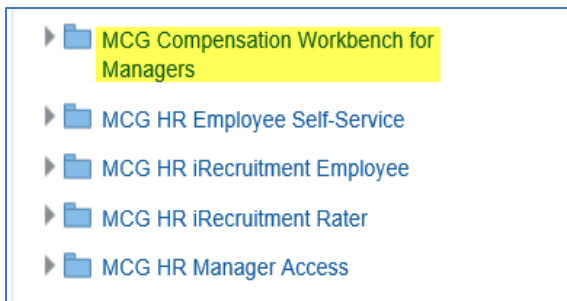 MCG Compensation Workbench for
Managers
MCG HR Employee Self-Service
MCG HR iRecruitment Employee
MCG HR iRecruitment Rater
MCG HR Manager Access